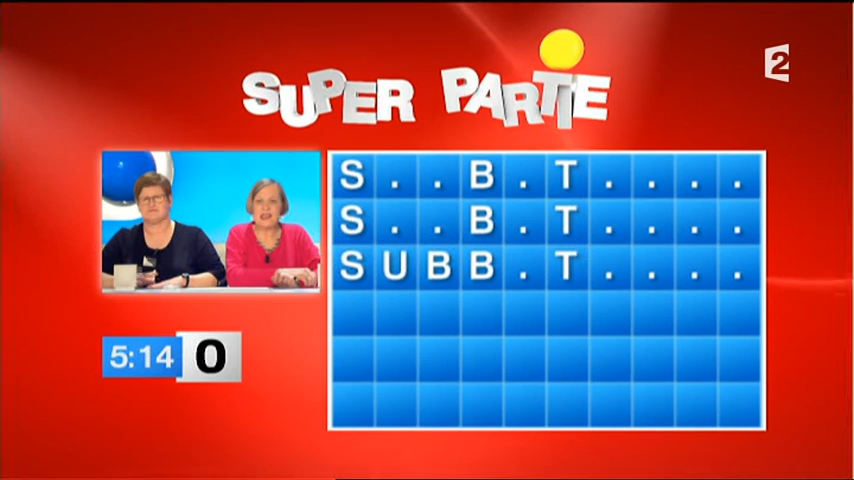 2
SUPER PARTIE
S . . B . T . . . .
S . . B . T . . . .
S U B B . T . . . .
5:14 0